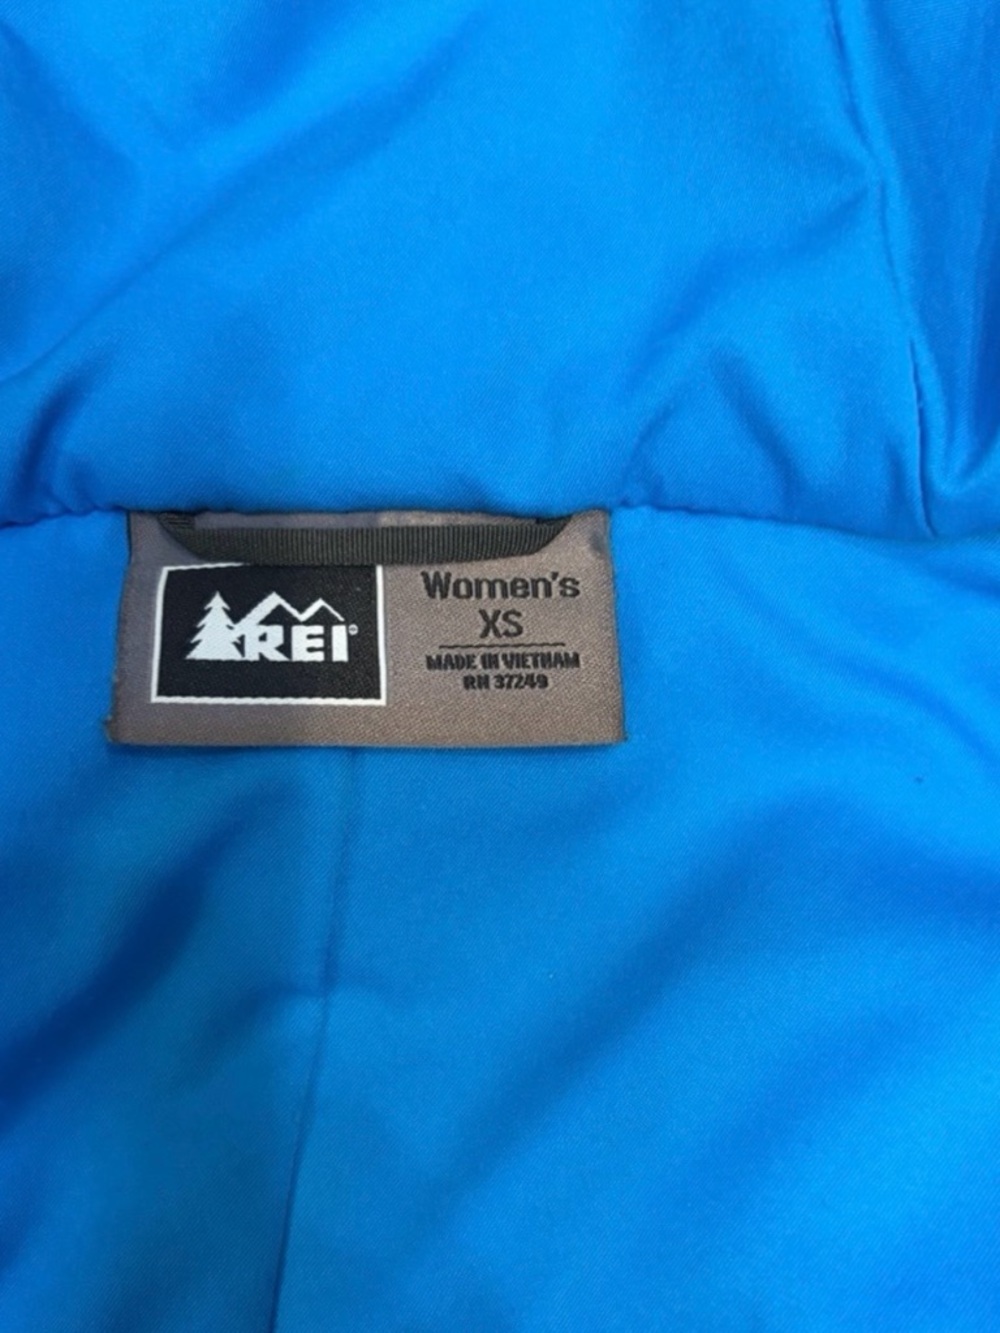 REI
Women's
XS
MADE IN VIETNAM
RN 37249